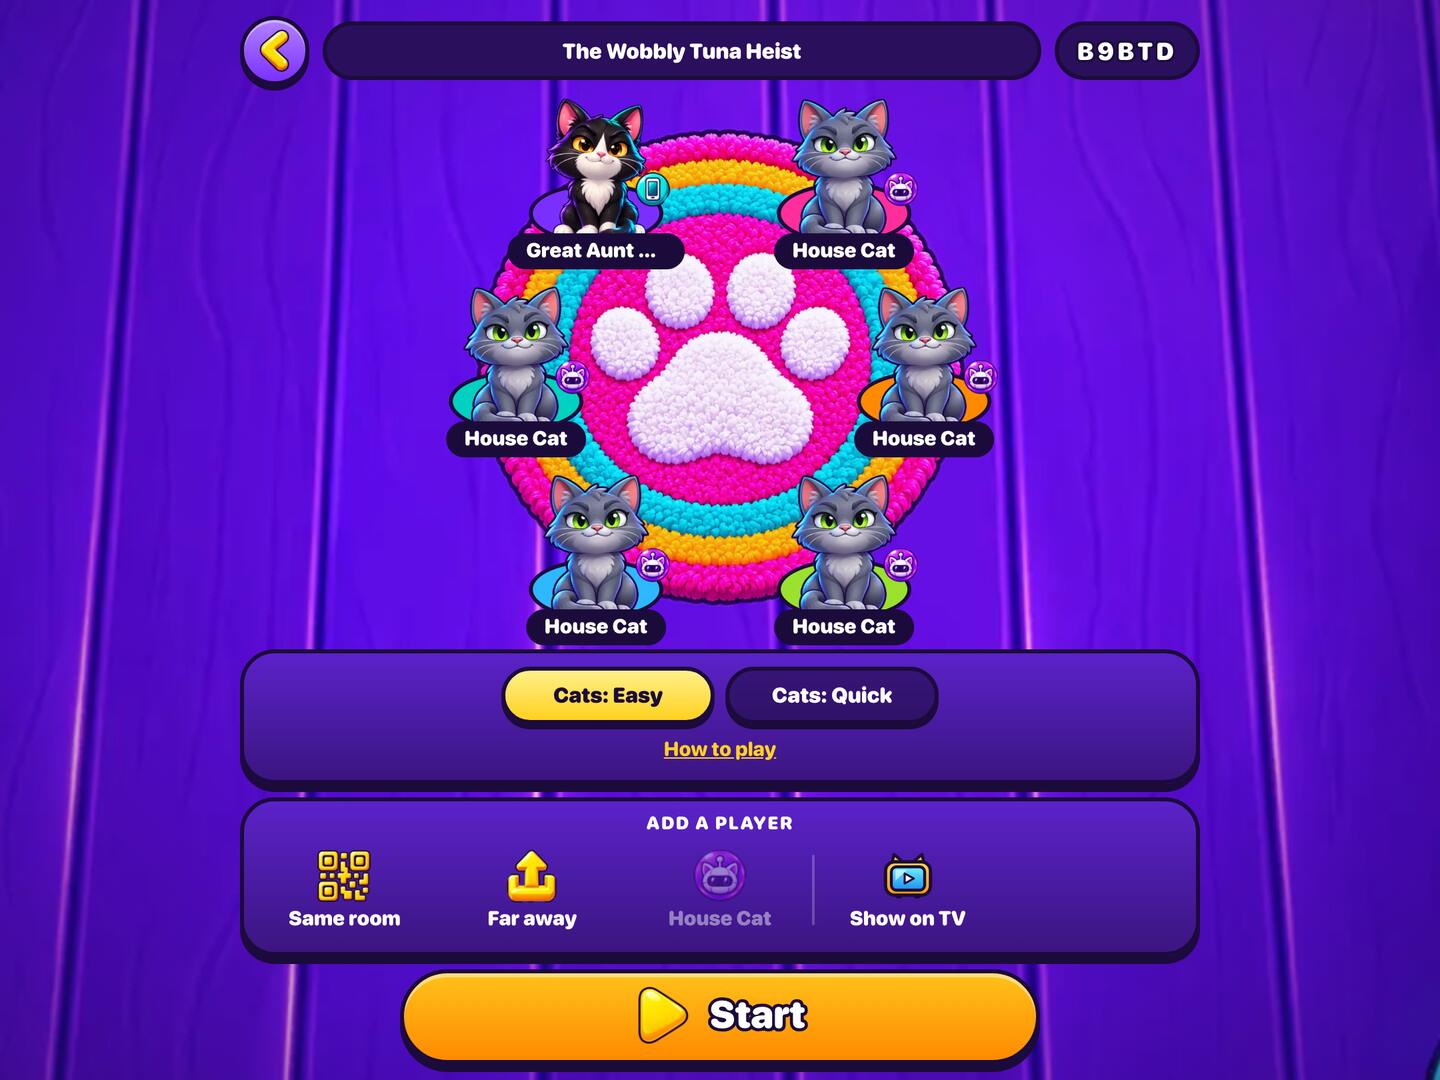 The Wobbly Tuna Heist
B9BTD
Great Aunt ...
House Cat
House Cat
House Cat
House Cat
House Cat
Cats: Easy
Cats: Quick
How to play
ADD A PLAYER
Same room
Far away
House Cat
Show on TV
Start